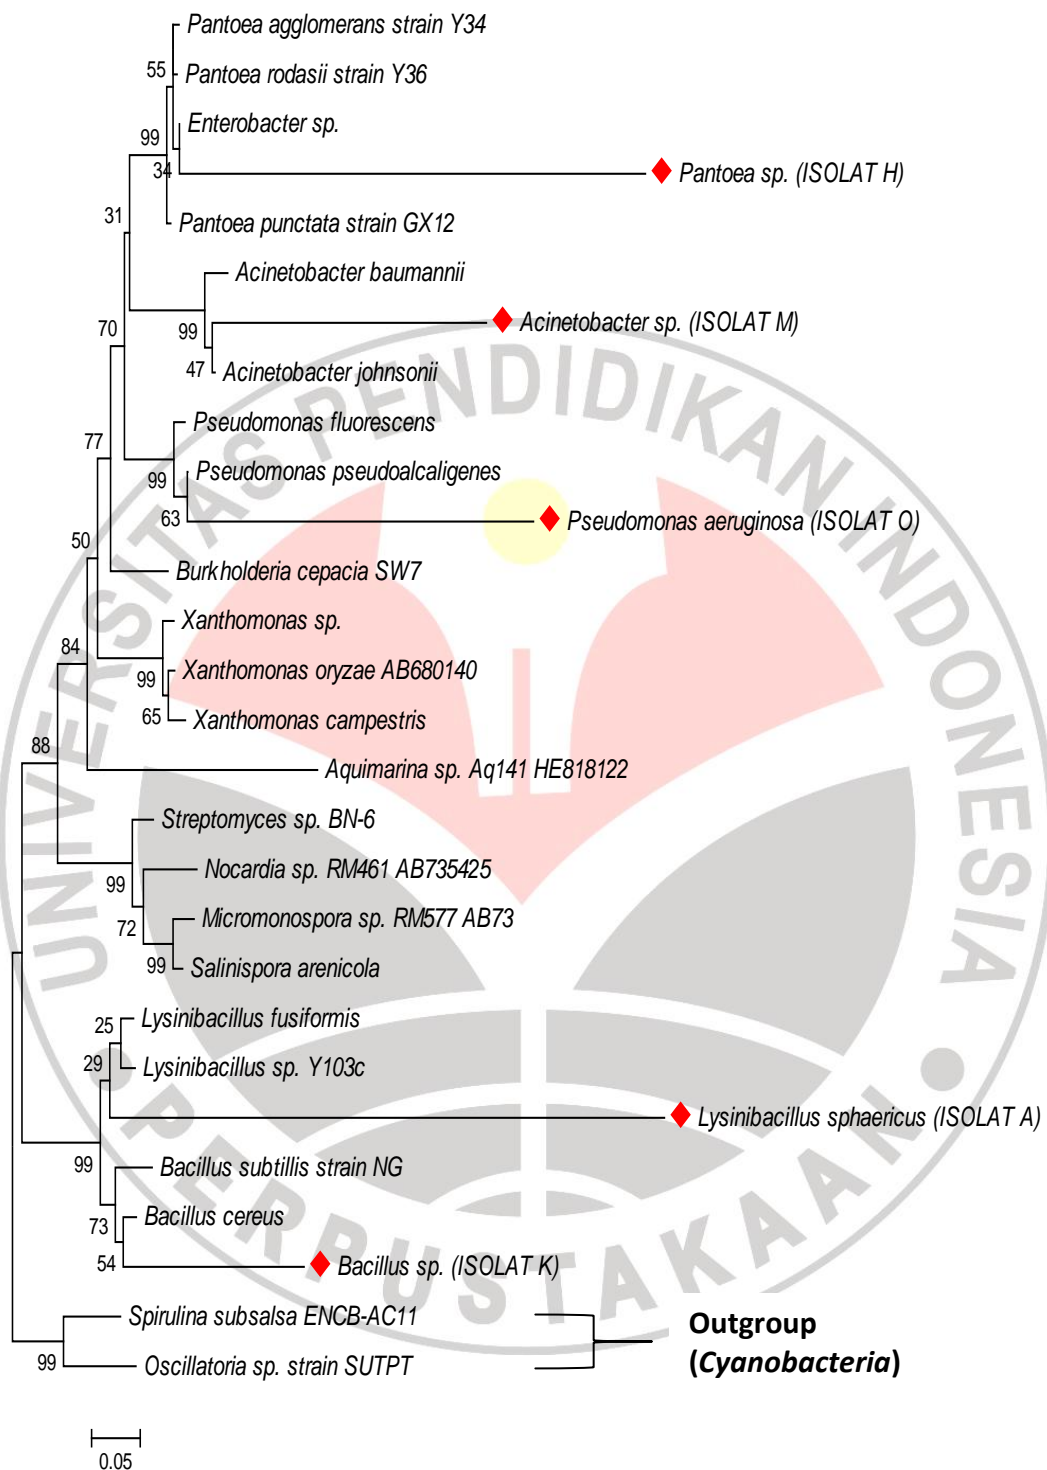 Pantoea agglomerans strain Y34
55
Pantoea rodasii strain Y36
Enterobacter sp.
99
34
Pantoea sp. (ISOLAT H)
31
Pantoea punctata strain GX12
Acinetobacter baumannii
70
99
Acinetobacter sp. (ISOLAT M)
47
Acinetobacter johnsonii
Pseudomonas fluorescens
77
99
Pseudomonas pseudoalcaligenes
63
Pseudomonas aeruginosa (ISOLAT O)
50
Burkholderia cepacia SW7
Xanthomonas sp.
84
99
Xanthomonas oryzae AB680140
65
Xanthomonas campestris
88
Aquimarina sp. Aq141 HE818122
Streptomyces sp. BN-6
99
Nocardia sp. RM461 AB735425
72
Micromonospora sp. RM577 AB73
99
Salinispora arenicola
25
Lysinibacillus fusiformis
29
Lysinibacillus sp. Y103c
Lysinibacillus sphaericus (ISOLAT A)
99
Bacillus subtillis strain NG
73
Bacillus cereus
54
Bacillus sp. (ISOLAT K)
Spirulina subsalsa ENCB-AC11
99
Oscillatoria sp. strain SUTPT
Outgroup
(Cyanobacteria)
0.05
UNIVERSITAS PENDIDIKAN INDONESIA
PERPUSTAKAAN